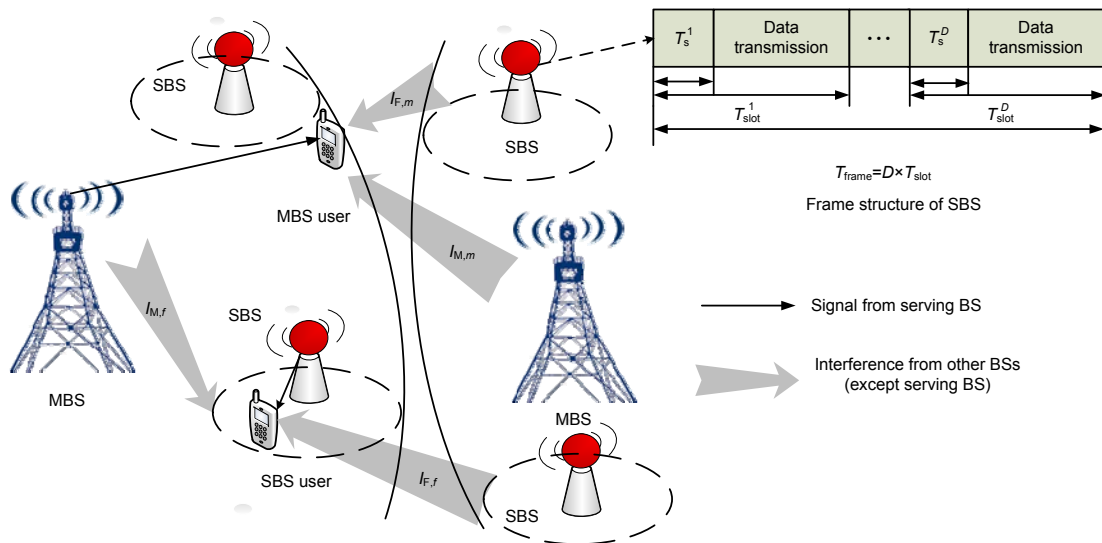 T_s^1
Data
transmission
...
T_s^D
Data
transmission
T_slot^1
T_slot^D
T_frame=D×T_slot
Frame structure of SBS
SBS
I_F,m
SBS
MBS user
I_M,m
I_M,f
SBS
MBS
Signal from serving BS
Interference from other BSs
(except serving BS)
MBS
SBS user
I_F,f
SBS